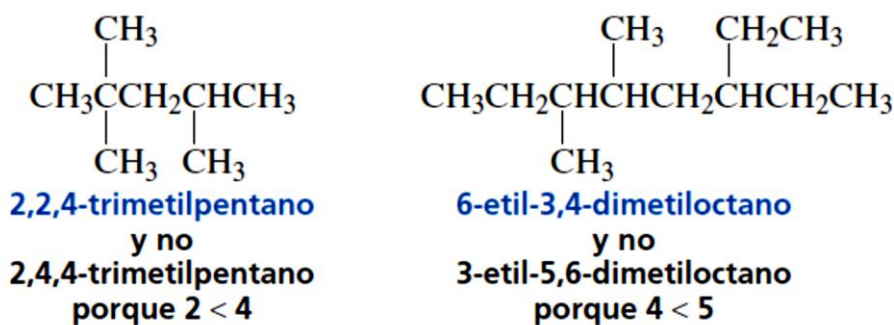 CH₃
CH₃CCH₂CHCH₃
CH₃ CH₃
2,2,4-trimetilpentano
y no
2,4,4-trimetilpentano
porque 2 < 4
CH₃ CH₂CH₃
CH₃CH₂CHCHCH₂CHCH₂CH₃
CH₃
6-etil-3,4-dimetiloctano
y no
3-etil-5,6-dimetiloctano
porque 4 < 5